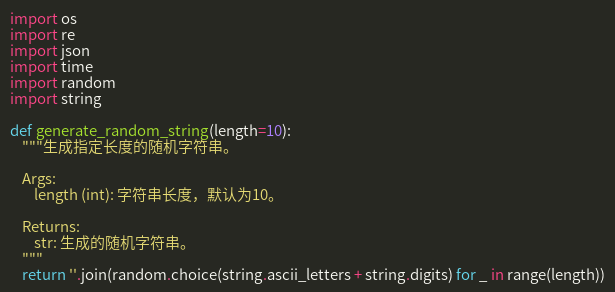 import os
import re
import json
import time
import random
import string

def generate_random_string(length=10):
    """生成指定长度的随机字符串。

    Args:
        length (int): 字符串长度，默认为10。

    Returns:
        str: 生成的随机字符串。
    """
    return ''.join(random.choice(string.ascii_letters + string.digits) for _ in range(length))